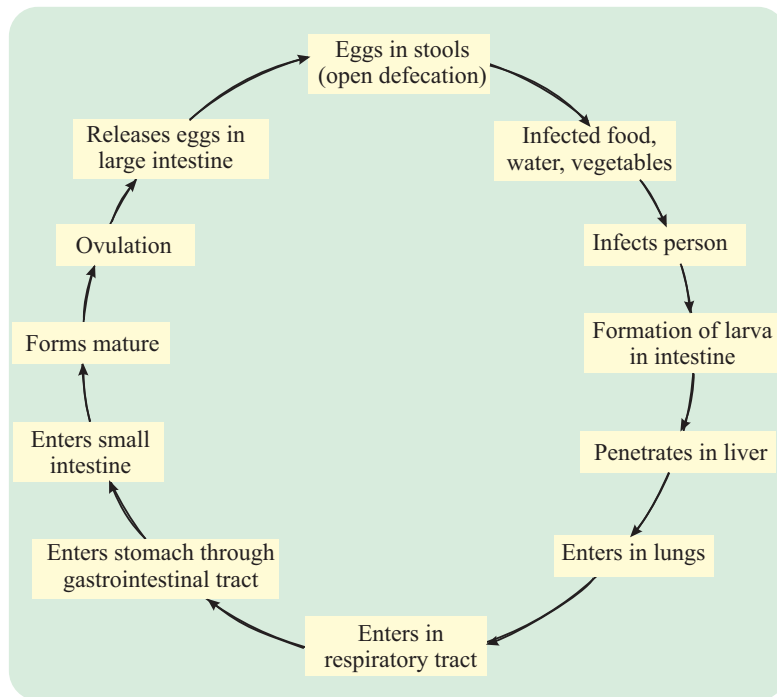 Eggs in stools
(open defecation)
Infected food,
water, vegetables
Infects person
Formation of larva
in intestine
Penetrates in liver
Enters in lungs
Enters in
respiratory tract
Enters stomach through
gastrointestinal tract
Enters small
intestine
Forms mature
Ovulation
Releases eggs in
large intestine